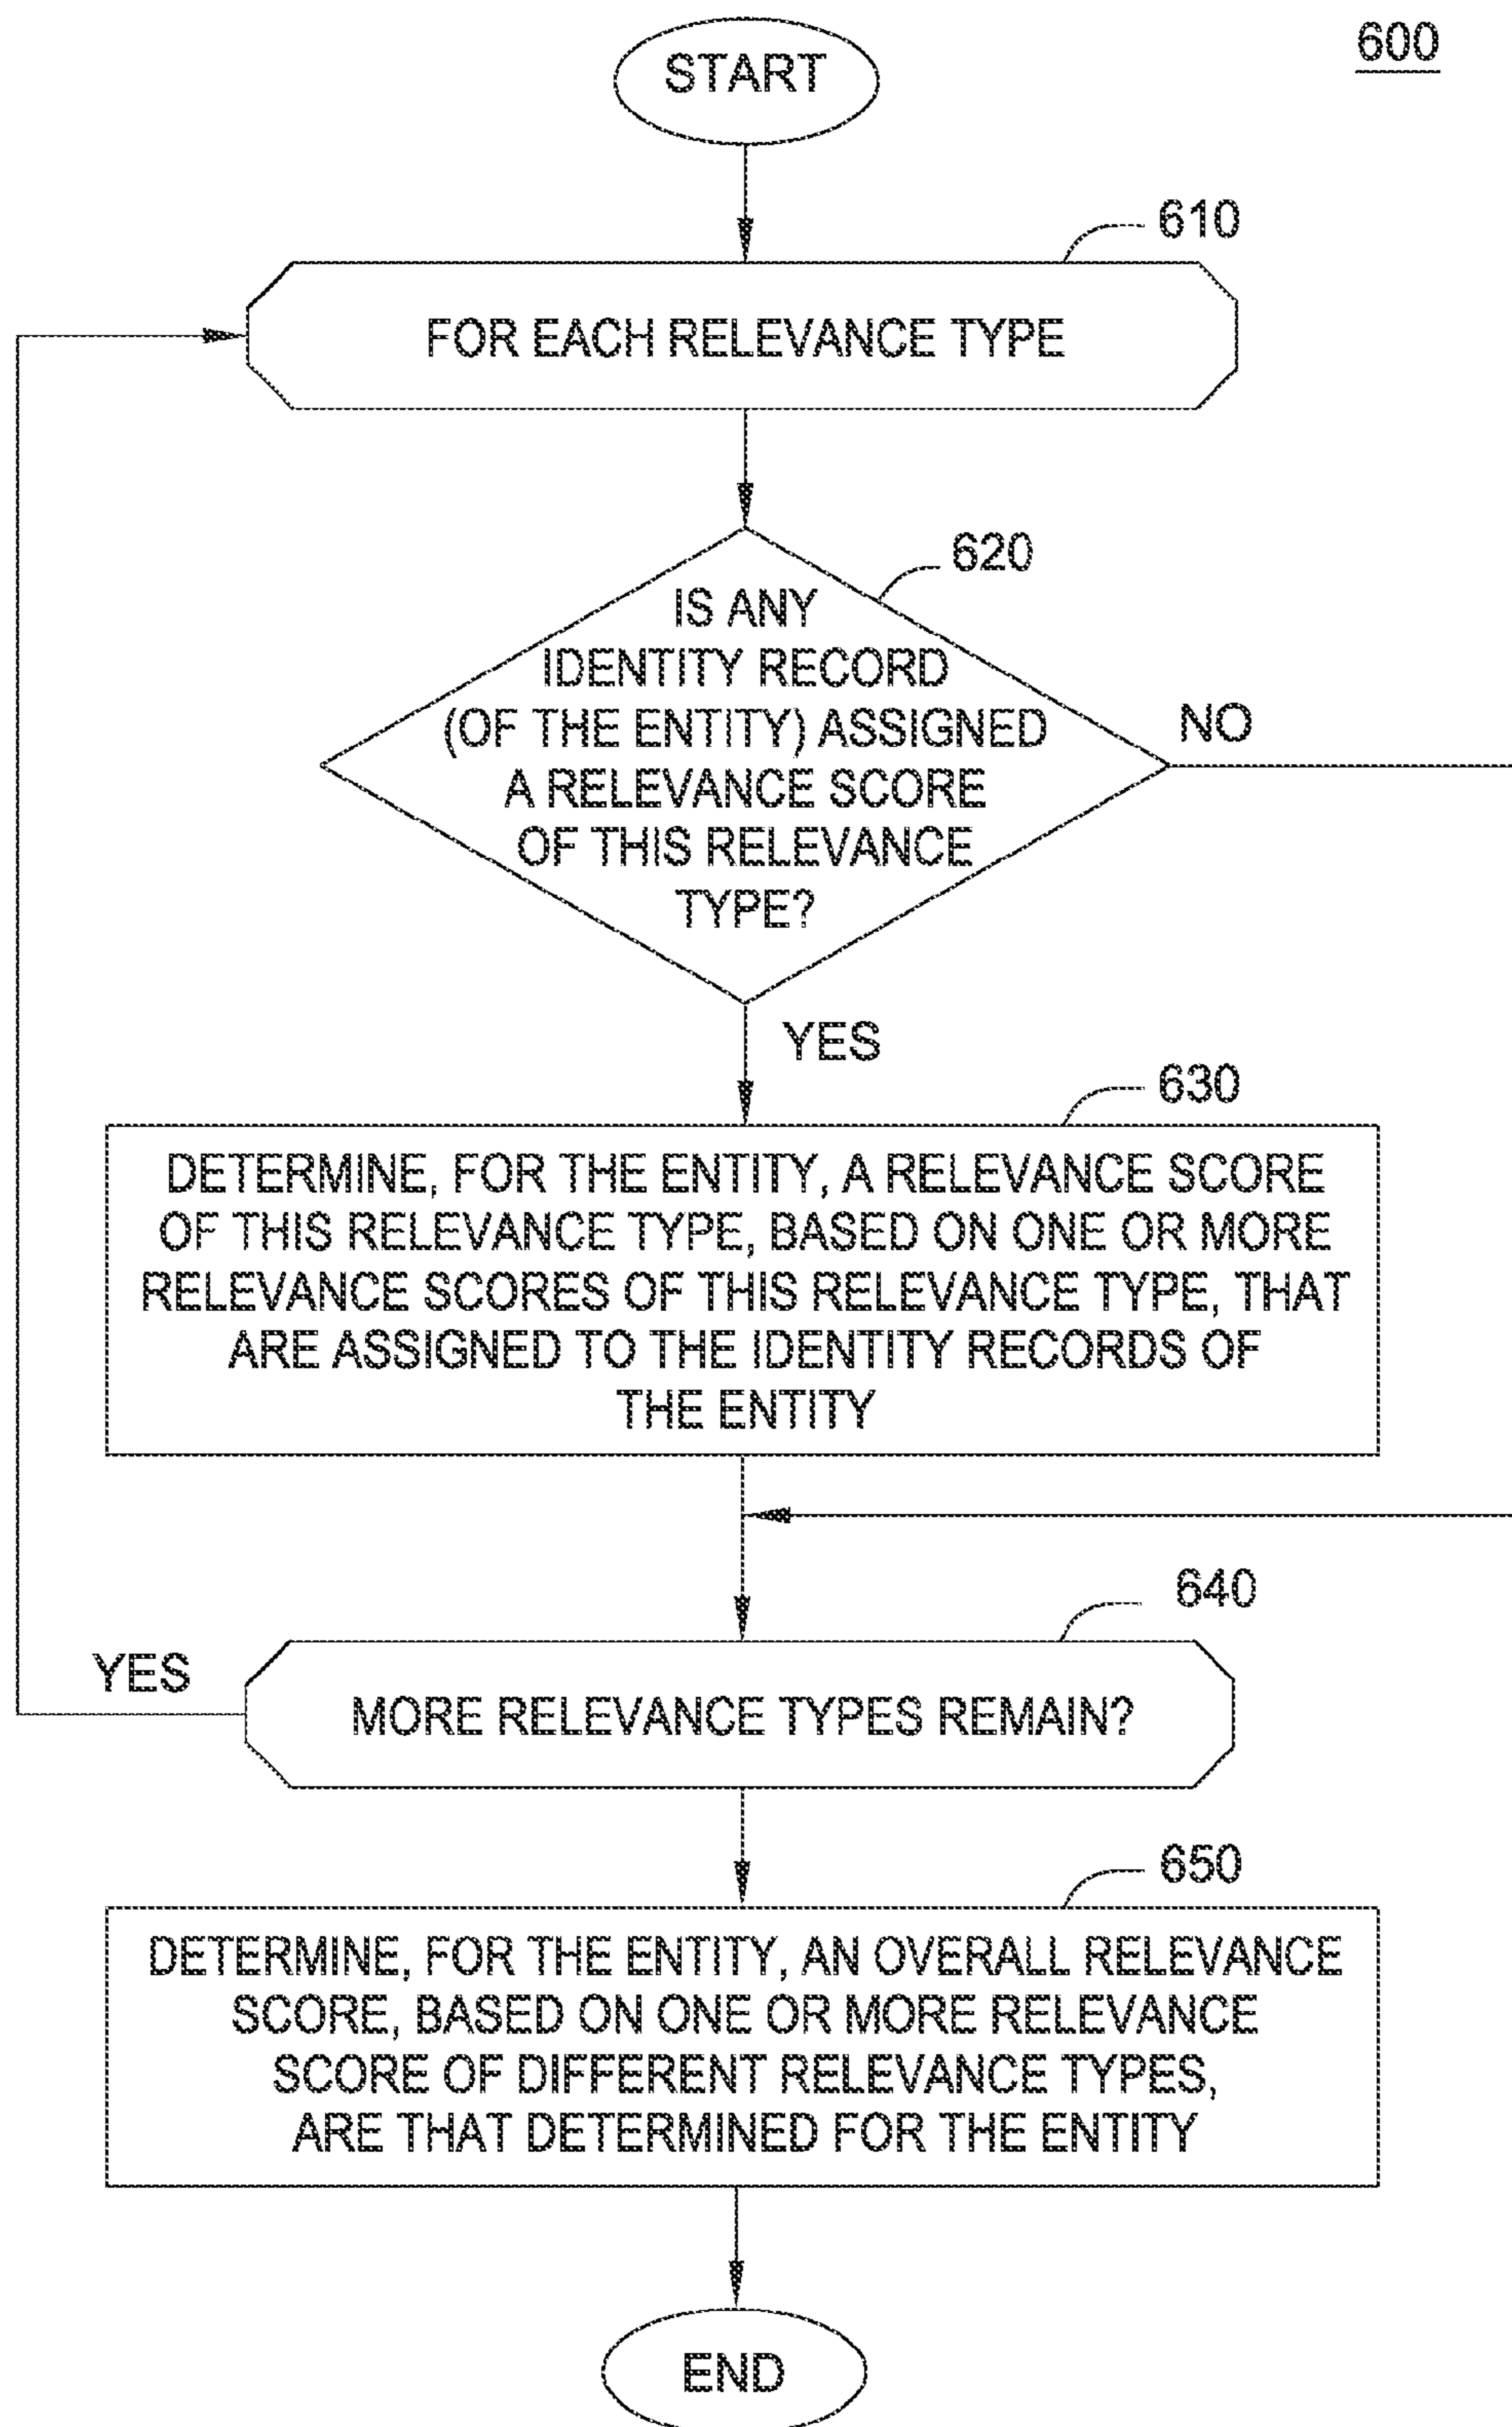 600
START
610
FOR EACH RELEVANCE TYPE
620
IS ANY
IDENTITY RECORD
(OF THE ENTITY) ASSIGNED
A RELEVANCE SCORE
OF THIS RELEVANCE
TYPE?
NO
YES
630
DETERMINE, FOR THE ENTITY, A RELEVANCE SCORE
OF THIS RELEVANCE TYPE, BASED ON ONE OR MORE
RELEVANCE SCORES OF THIS RELEVANCE TYPE, THAT
ARE ASSIGNED TO THE IDENTITY RECORDS OF
THE ENTITY
640
YES
MORE RELEVANCE TYPES REMAIN?
650
DETERMINE, FOR THE ENTITY, AN OVERALL RELEVANCE
SCORE, BASED ON ONE OR MORE RELEVANCE
SCORE OF DIFFERENT RELEVANCE TYPES,
ARE THAT DETERMINED FOR THE ENTITY
END